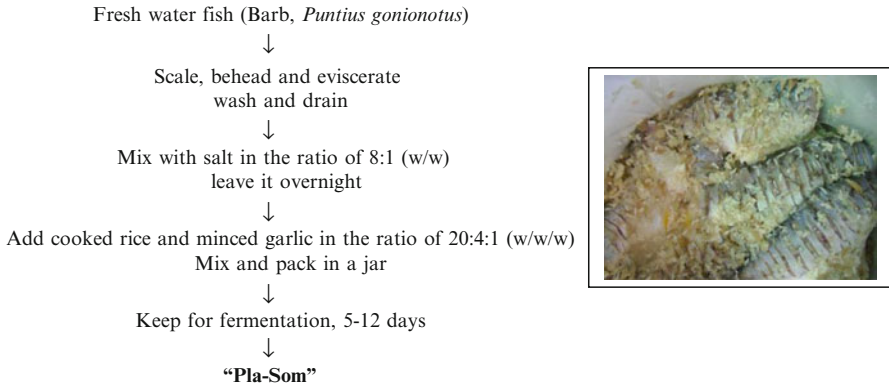 Fresh water fish (Barb, Puntius gonionotus)
↓
Scale, behead and eviscerate
wash and drain
↓
Mix with salt in the ratio of 8:1 (w/w)
leave it overnight
↓
Add cooked rice and minced garlic in the ratio of 20:4:1 (w/w/w)
Mix and pack in a jar
↓
Keep for fermentation, 5-12 days
↓
“Pla-Som”